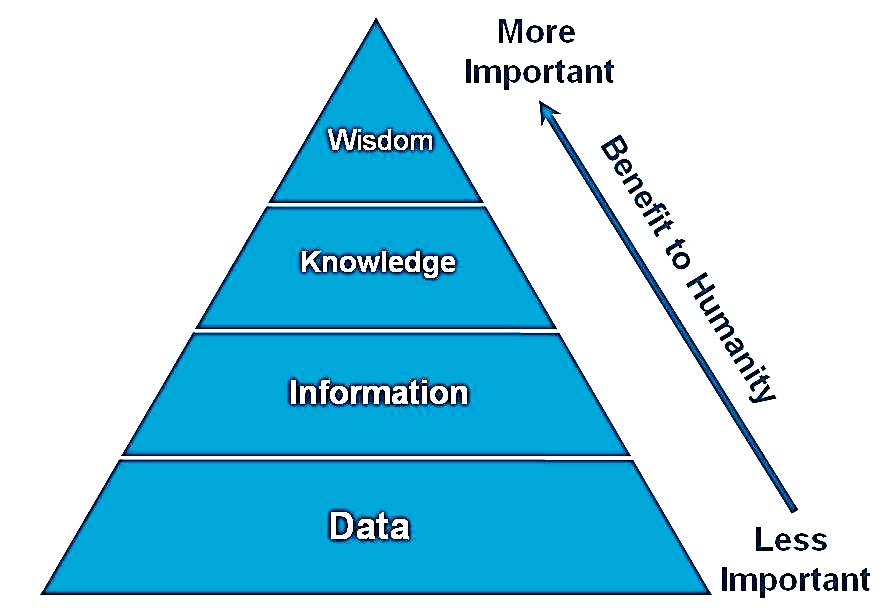 More
Important
Wisdom
Benefit to Humanity
Knowledge
Information
Data
Less
Important